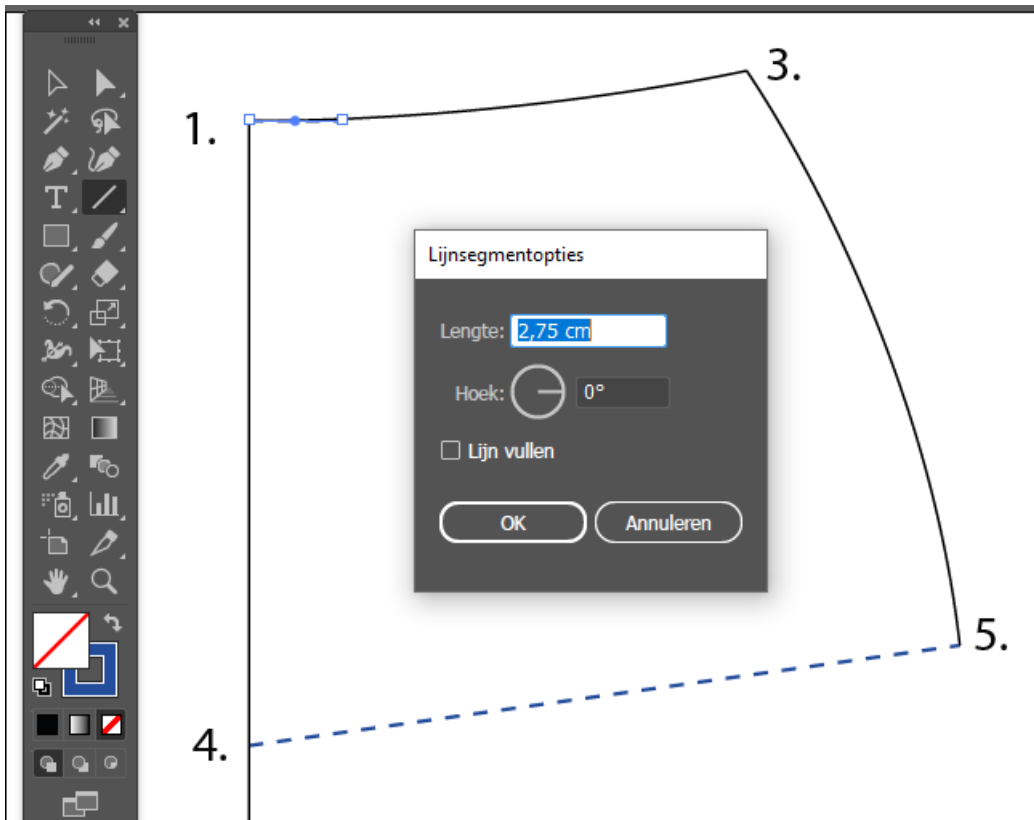 3.
1.
Lijnsegmentopties
Lengte: 2,75 cm
Hoek: 0°
Lijn vullen
OK Annuleren
5.
4.